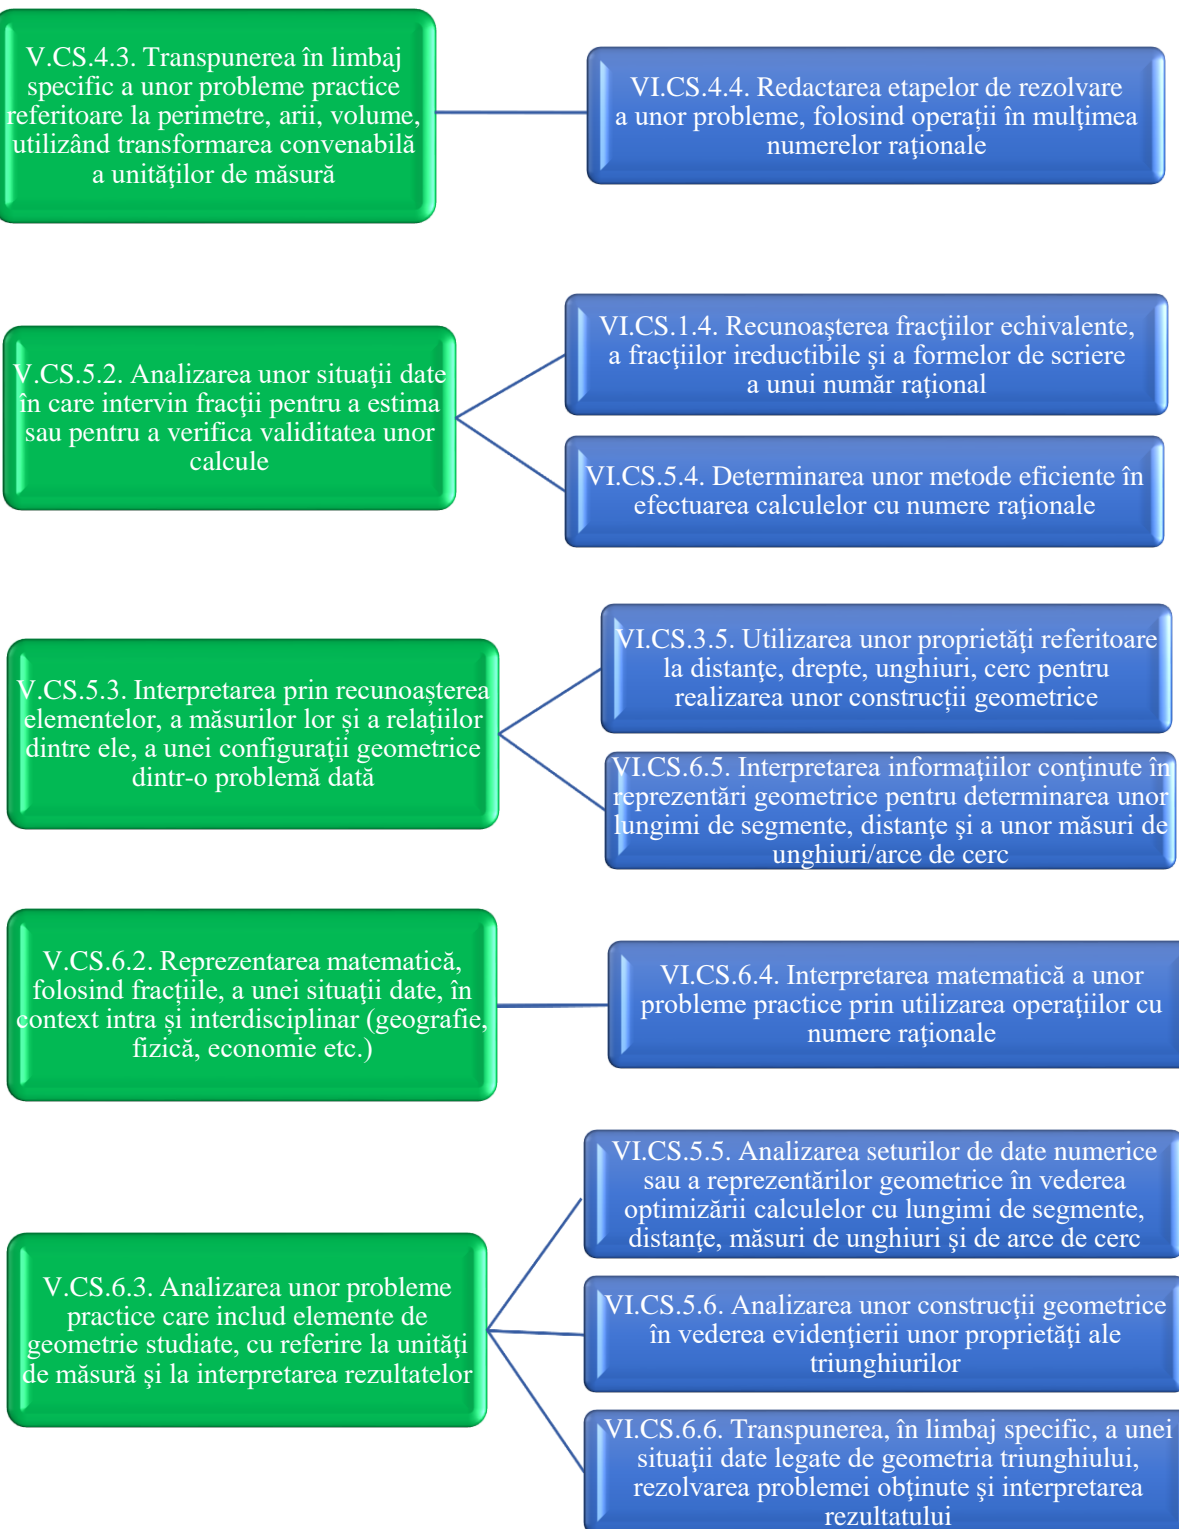 V.CS.4.3. Transpunerea în limbaj
specific a unor probleme practice
referitoare la perimetre, arii, volume,
utilizând transformarea convenabilă
a unităţilor de măsură
VI.CS.4.4. Redactarea etapelor de rezolvare
a unor probleme, folosind operaţii în mulţimea
numerelor raţionale
V.CS.5.2. Analizarea unor situaţii date
în care intervin fracţii pentru a estima
sau pentru a verifica validitatea unor
calcule
VI.CS.1.4. Recunoaşterea fracţiilor echivalente,
a fracţiilor ireductibile şi a formelor de scriere
a unui număr raţional
VI.CS.5.4. Determinarea unor metode eficiente în
efectuarea calculelor cu numere raţionale
V.CS.5.3. Interpretarea prin recunoașterea
elementelor, a măsurilor lor și a relațiilor
dintre ele, a unei configuraţii geometrice
dintr-o problemă dată
VI.CS.3.5. Utilizarea unor proprietăţi referitoare
la distanţe, drepte, unghiuri, cerc pentru
realizarea unor construcţii geometrice
VI.CS.6.5. Interpretarea informaţiilor conţinute în
reprezentări geometrice pentru determinarea unor
lungimi de segmente, distanţe şi a unor măsuri de
unghiuri/arce de cerc
V.CS.6.2. Reprezentarea matematică,
folosind fracțiile, a unei situații date, în
context intra și interdisciplinar (geografie,
fizică, economie etc.)
VI.CS.6.4. Interpretarea matematică a unor
probleme practice prin utilizarea operaţiilor cu
numere raţionale
V.CS.6.3. Analizarea unor probleme
practice care includ elemente de
geometrie studiate, cu referire la unităţi
de măsură şi la interpretarea rezultatelor
VI.CS.5.5. Analizarea seturilor de date numerice
sau a reprezentărilor geometrice în vederea
optimizării calculelor cu lungimi de segmente,
distanţe, măsuri de unghiuri şi de arce de cerc
VI.CS.5.6. Analizarea unor construcţii geometrice
în vederea evidenţierii unor proprietăţi ale
triunghiurilor
VI.CS.6.6. Transpunerea, în limbaj specific, a unei
situaţii date legate de geometria triunghiului,
rezolvarea problemei obţinute şi interpretarea
rezultatului